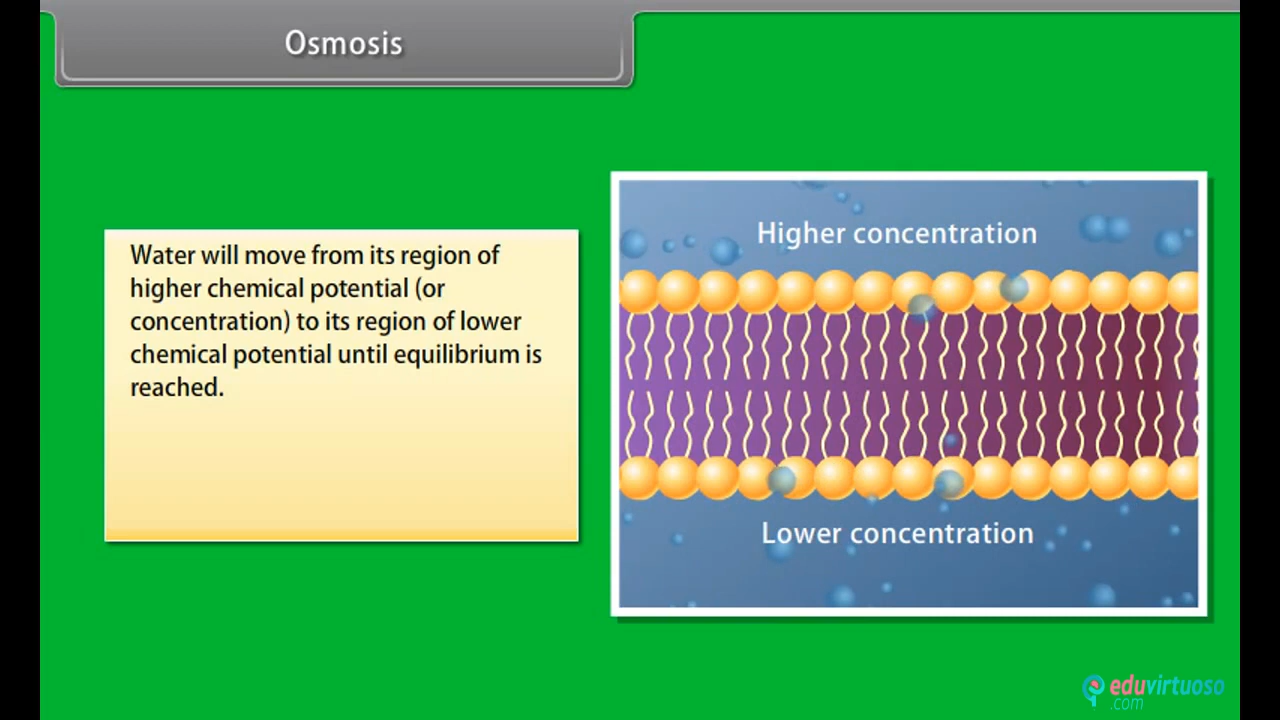 Osmosis
Water will move from its region of
higher chemical potential (or
concentration) to its region of lower
chemical potential until equilibrium is
reached.
Higher concentration
Lower concentration
eduvirtuoso
.com